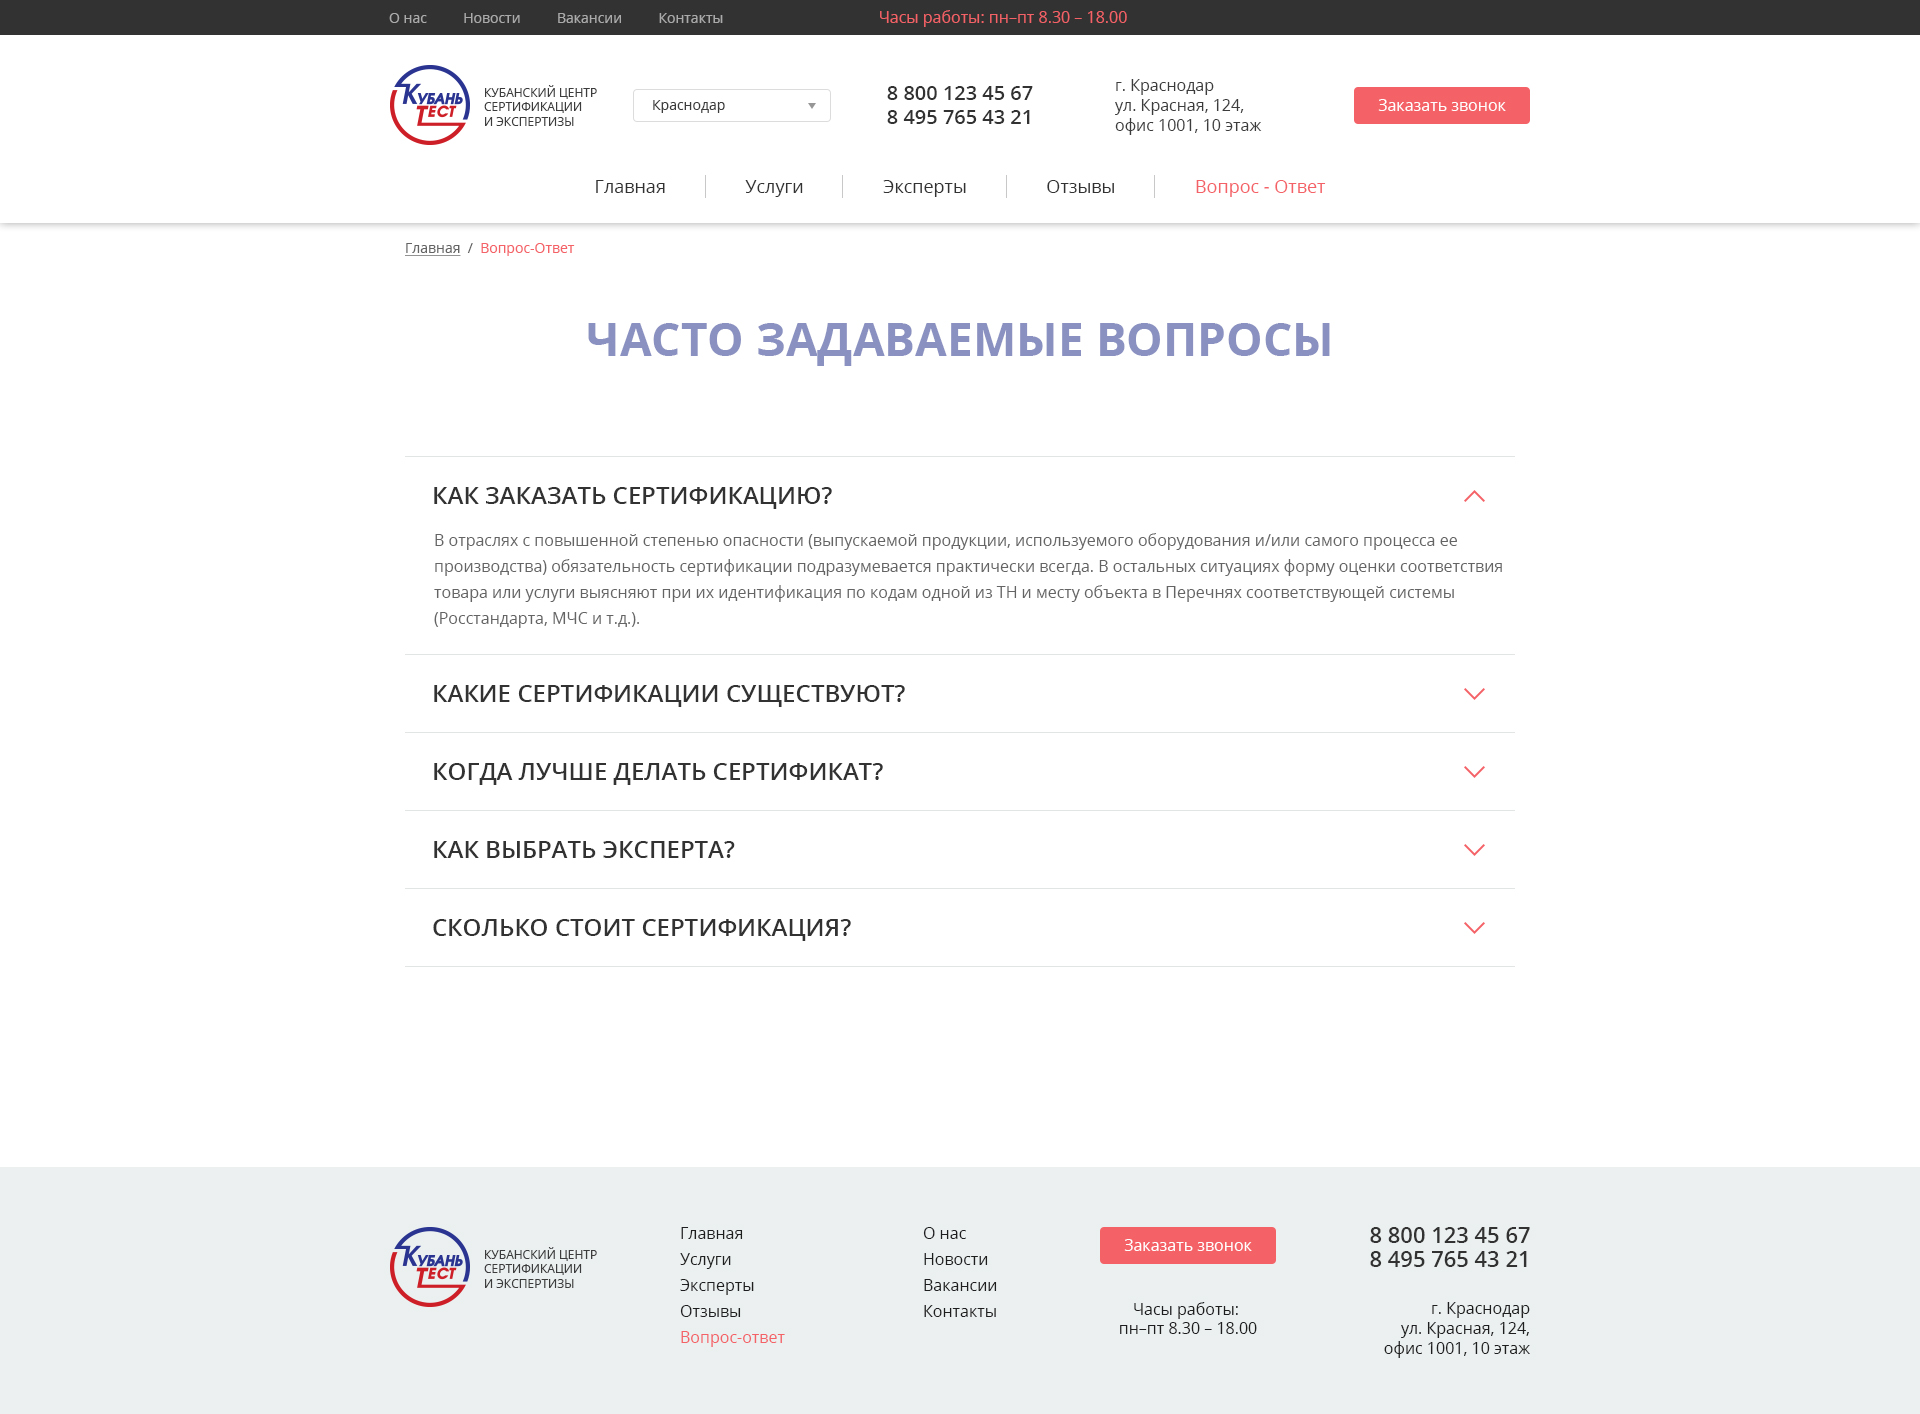 О нас Новости Вакансии Контакты Часы работы: пн–пт 8.30 – 18.00
КУБАНЬ
ТЕСТ
КУБАНСКИЙ ЦЕНТР
СЕРТИФИКАЦИИ
И ЭКСПЕРТИЗЫ
Краснодар
8 800 123 45 67
8 495 765 43 21
г. Краснодар
ул. Красная, 124,
офис 1001, 10 этаж
Заказать звонок
Главная Услуги Эксперты Отзывы Вопрос - Ответ
Главная / Вопрос-Ответ
ЧАСТО ЗАДАВАЕМЫЕ ВОПРОСЫ
КАК ЗАКАЗАТЬ СЕРТИФИКАЦИЮ?
В отраслях с повышенной степенью опасности (выпускаемой продукции, используемого оборудования и/или самого процесса ее
производства) обязательность сертификации подразумевается практически всегда. В остальных ситуациях форму оценки соответствия
товара или услуги выясняют при их идентификация по кодам одной из ТН и месту объекта в Перечнях соответствующей системы
(Росстандарта, МЧС и т.д.).
КАКИЕ СЕРТИФИКАЦИИ СУЩЕСТВУЮТ?
КОГДА ЛУЧШЕ ДЕЛАТЬ СЕРТИФИКАТ?
КАК ВЫБРАТЬ ЭКСПЕРТА?
СКОЛЬКО СТОИТ СЕРТИФИКАЦИЯ?
КУБАНЬ
ТЕСТ
КУБАНСКИЙ ЦЕНТР
СЕРТИФИКАЦИИ
И ЭКСПЕРТИЗЫ
Главная
Услуги
Эксперты
Отзывы
Вопрос-ответ
О нас
Новости
Вакансии
Контакты
Заказать звонок
Часы работы:
пн–пт 8.30 – 18.00
8 800 123 45 67
8 495 765 43 21
г. Краснодар
ул. Красная, 124,
офис 1001, 10 этаж